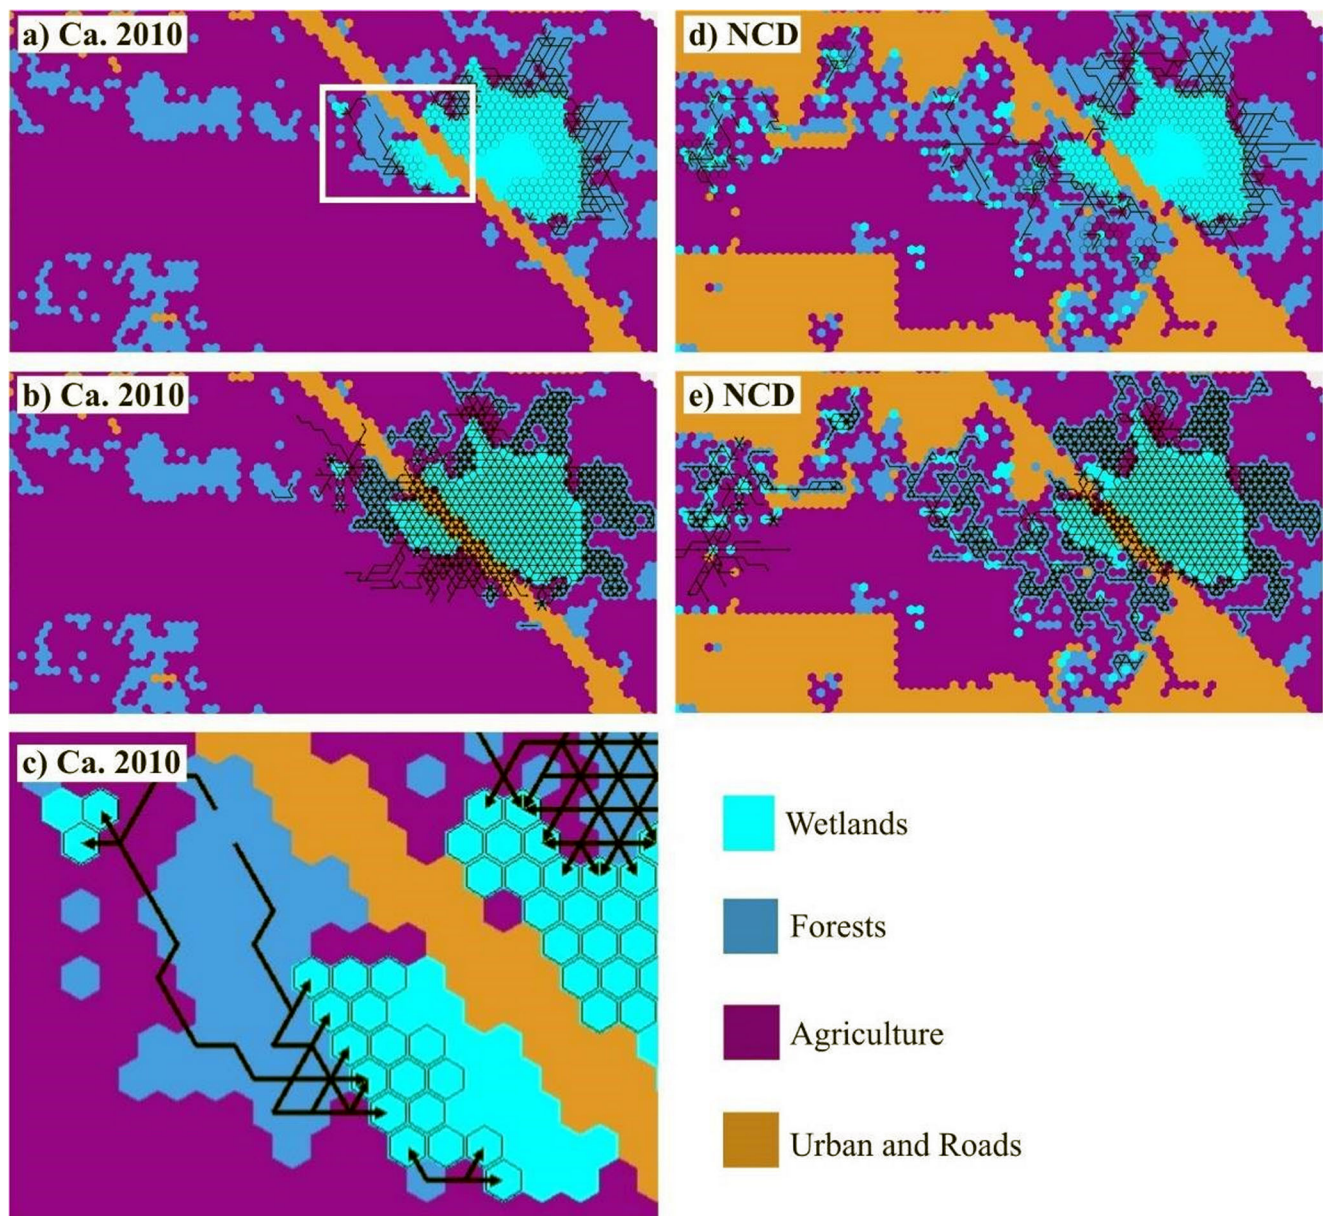 a) Ca. 2010
d) NCD
b) Ca. 2010
e) NCD
c) Ca. 2010
Wetlands
Forests
Agriculture
Urban and Roads